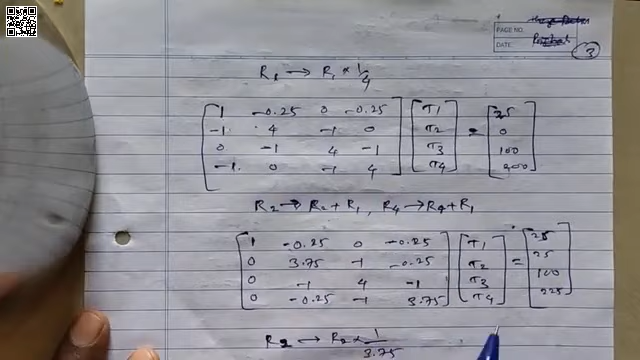 PAGE NO.
DATE:
3
R1 → R1 * 1/4
[1 -0.25 0 -0.25] [T1] [25]
[-1 4 -1 0] [T2] = [0]
[0 -1 4 -1] [T3] [100]
[-1 0 -1 4] [T4] [200]
R2 → R2 + R1, R4 → R4 + R1
[1 -0.25 0 -0.25] [T1] [25]
[0 3.75 -1 -0.25] [T2] = [25]
[0 -1 4 -1] [T3] [100]
[0 -0.25 -1 3.75] [T4] [225]
R2 → R2 * 1/3.75